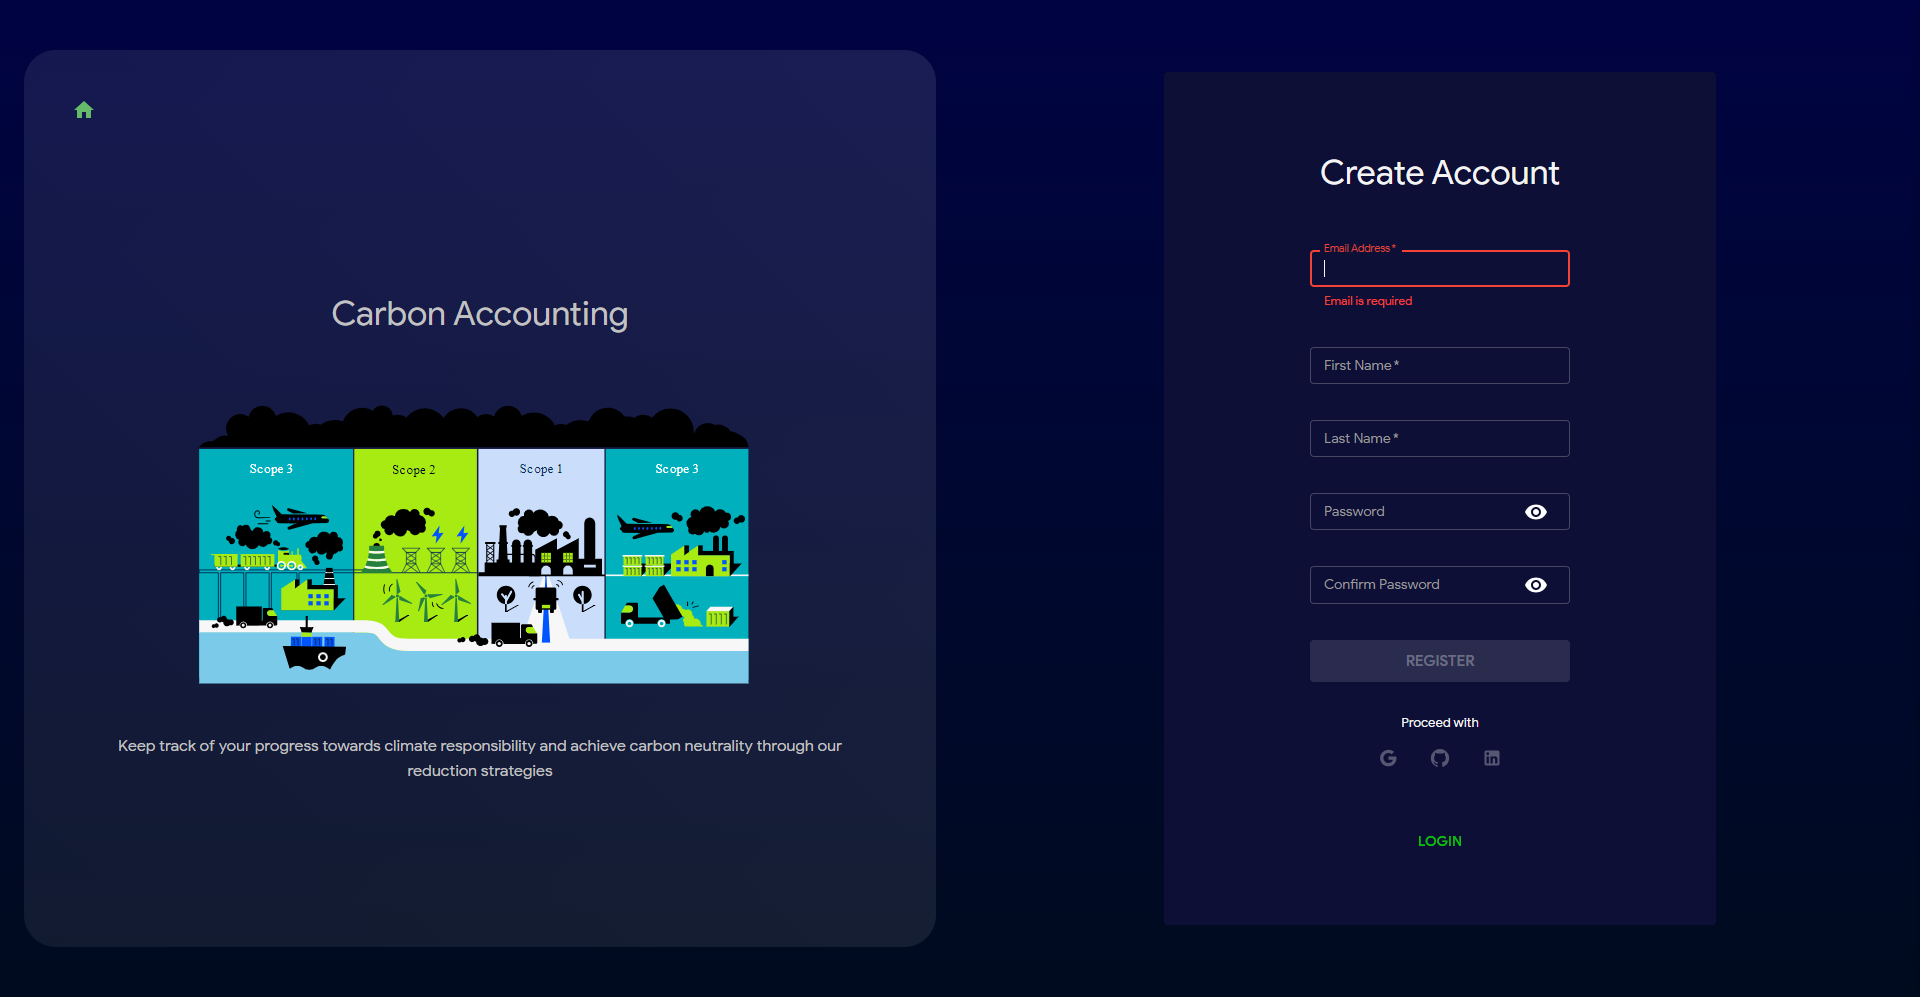 Carbon Accounting
Scope 3
Scope 2
Scope 1
Scope 3
Keep track of your progress towards climate responsibility and achieve carbon neutrality through our
reduction strategies
Create Account
Email Address *
Email is required
First Name *
Last Name *
Password
Confirm Password
REGISTER
Proceed with
LOGIN